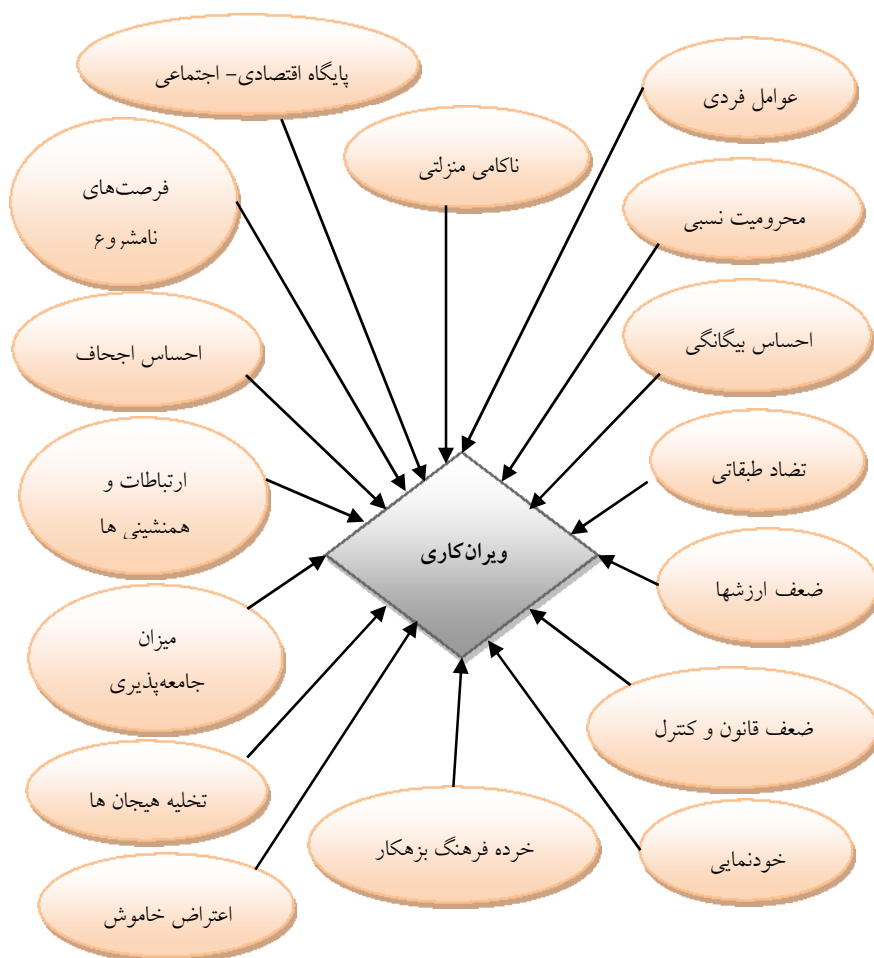 پایگاه اقتصادی- اجتماعی
عوامل فردی
ناکامی منزلتی
فرصت‌های
نامشروع
محرومیت نسبی
احساس اجحاف
احساس بیگانگی
ارتباطات و
همنشینی ها
تضاد طبقاتی
ویران‌کاری
ضعف ارزشها
میزان
جامعه‌پذیری
ضعف قانون و کنترل
تخلیه هیجان ها
خرده فرهنگ بزهکار
خودنمایی
اعتراض خاموش